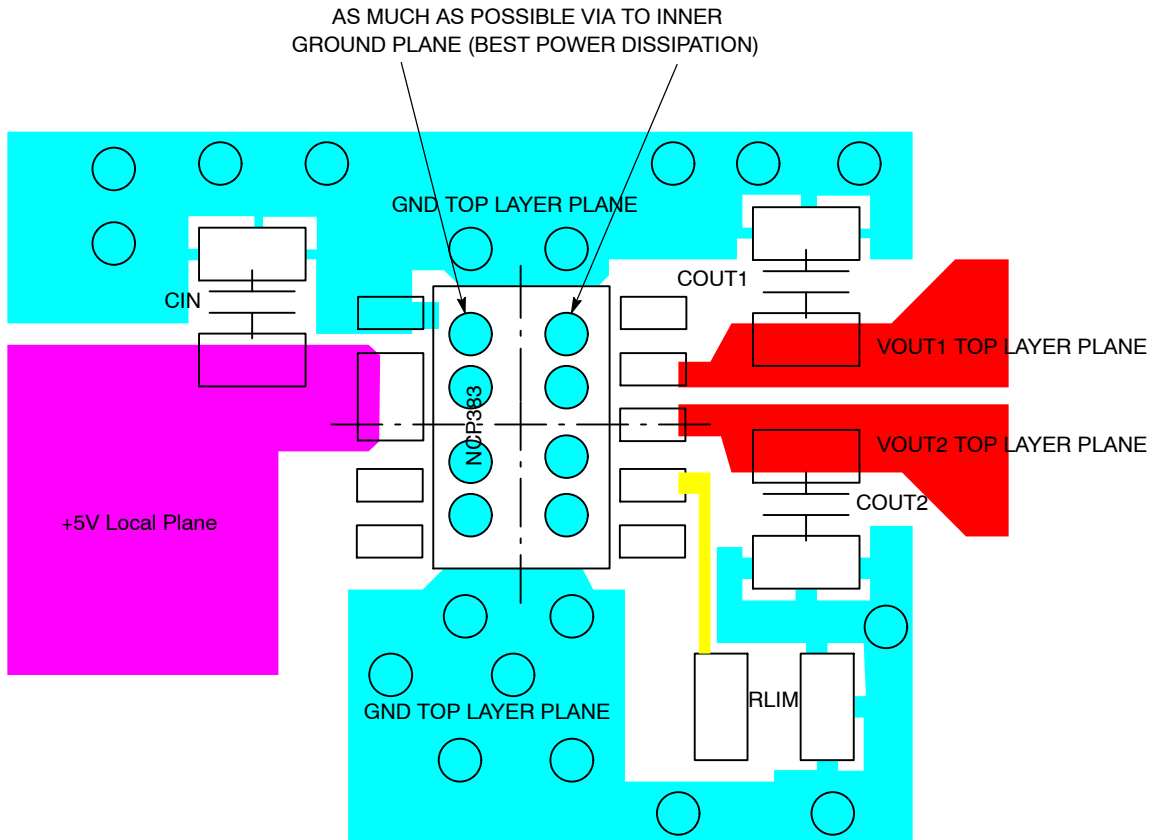 AS MUCH AS POSSIBLE VIA TO INNER
GROUND PLANE (BEST POWER DISSIPATION)
GND TOP LAYER PLANE
CIN
COUT1
VOUT1 TOP LAYER PLANE
NCP383
VOUT2 TOP LAYER PLANE
COUT2
+5V Local Plane
RLIM
GND TOP LAYER PLANE